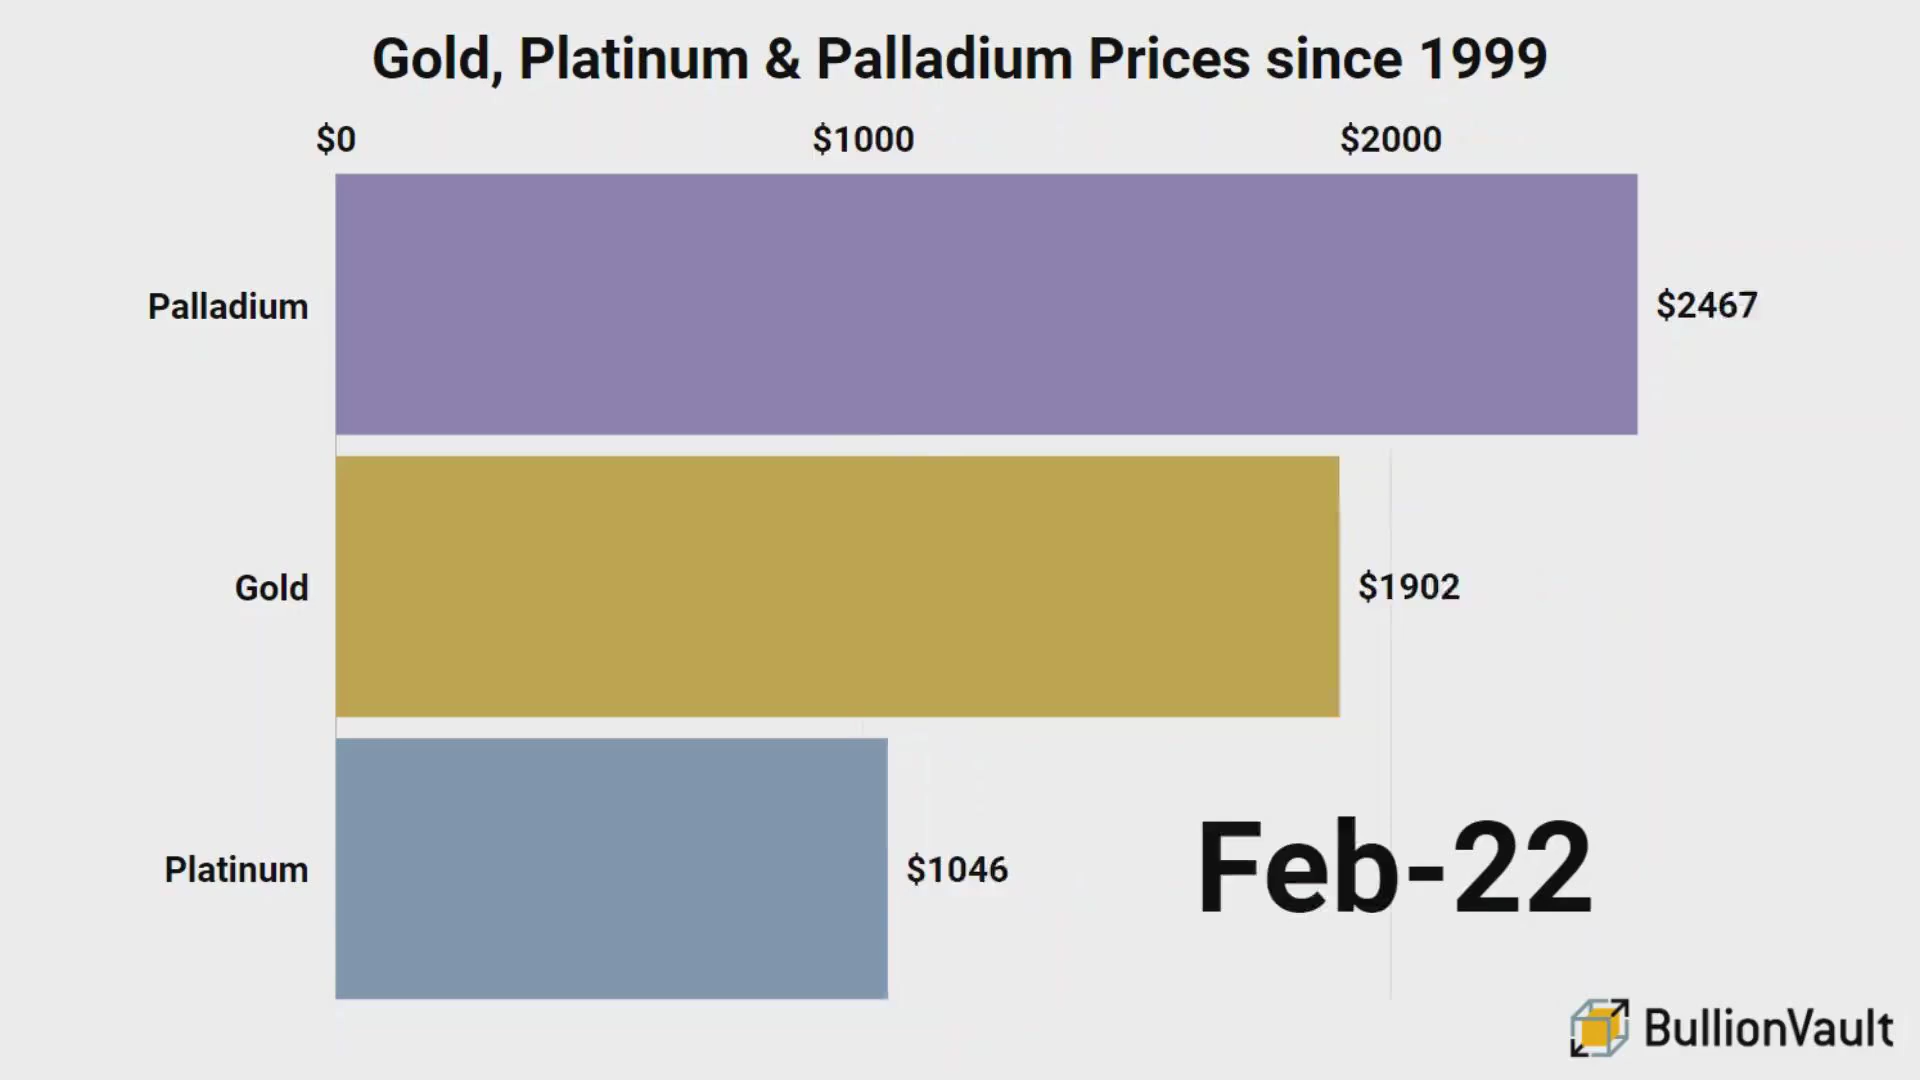 Gold, Platinum & Palladium Prices since 1999
$0 $1000 $2000
Palladium $2467
Gold $1902
Platinum $1046
Feb-22
BullionVault